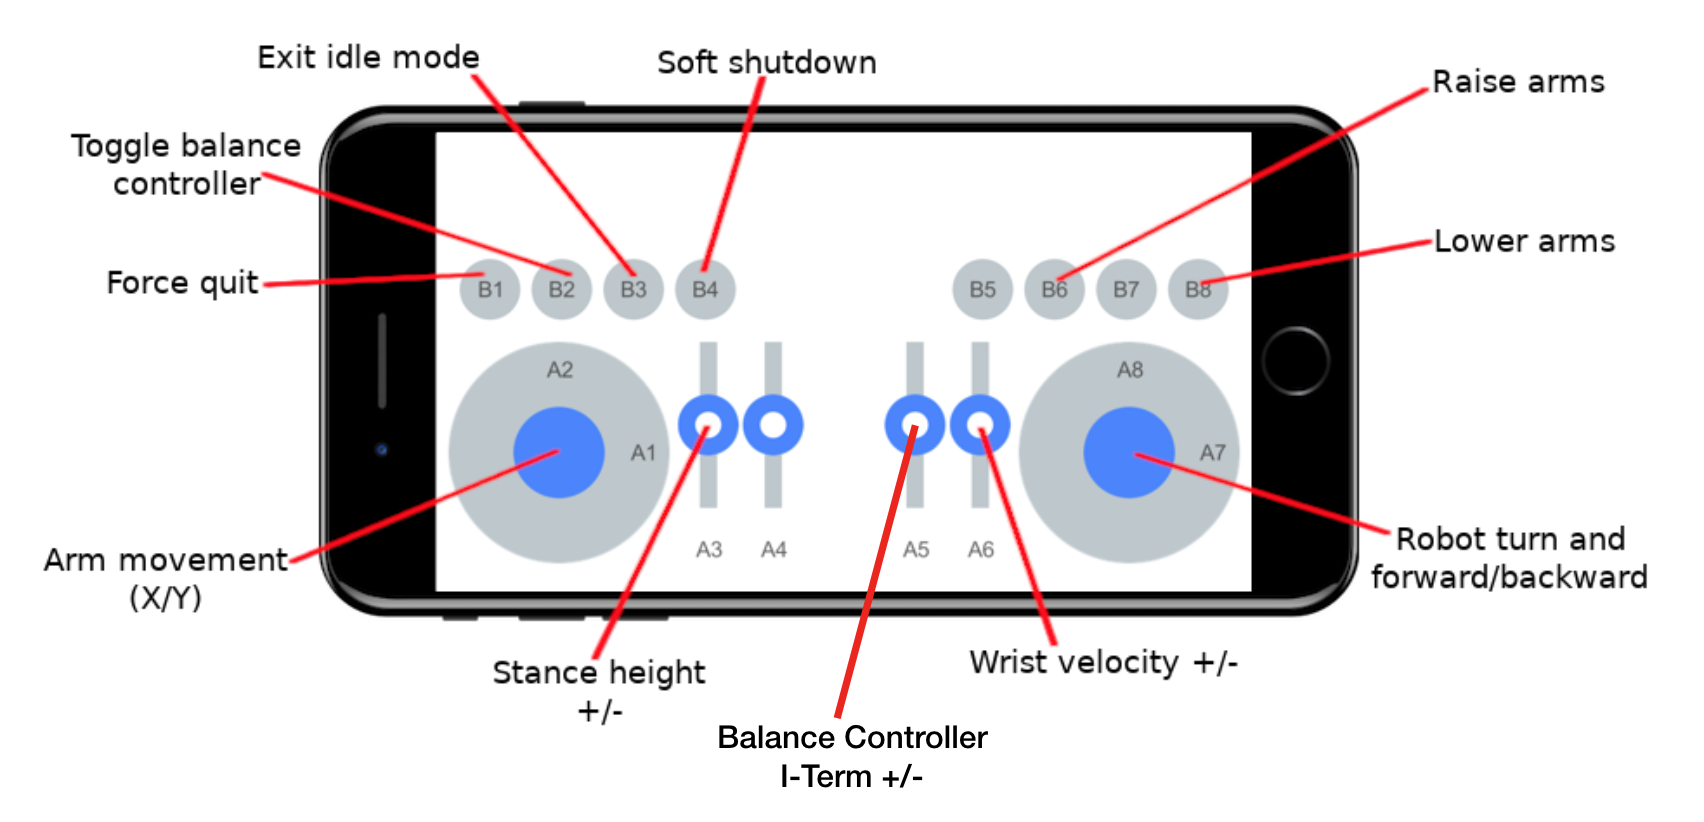 Exit idle mode
Soft shutdown
Raise arms
Toggle balance
controller
Lower arms
Force quit
B1 B2 B3 B4 B5 B6 B7 B8
A2 A8
A1 A7
A3 A4 A5 A6
Arm movement
(X/Y)
Robot turn and
forward/backward
Stance height
+/-
Wrist velocity +/-
Balance Controller
I-Term +/-